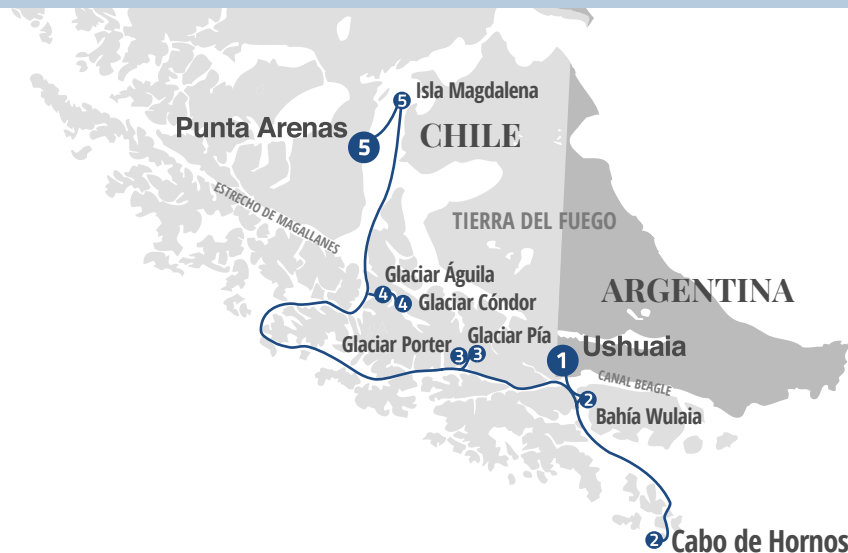 5 Isla Magdalena
Punta Arenas
5
CHILE
ESTRECHO DE MAGALLANES
TIERRA DEL FUEGO
Glaciar Águila
4
4 Glaciar Cóndor
ARGENTINA
Glaciar Pía
Glaciar Porter 3 3
1 Ushuaia
CANAL BEAGLE
2
Bahía Wulaia
2 Cabo de Hornos